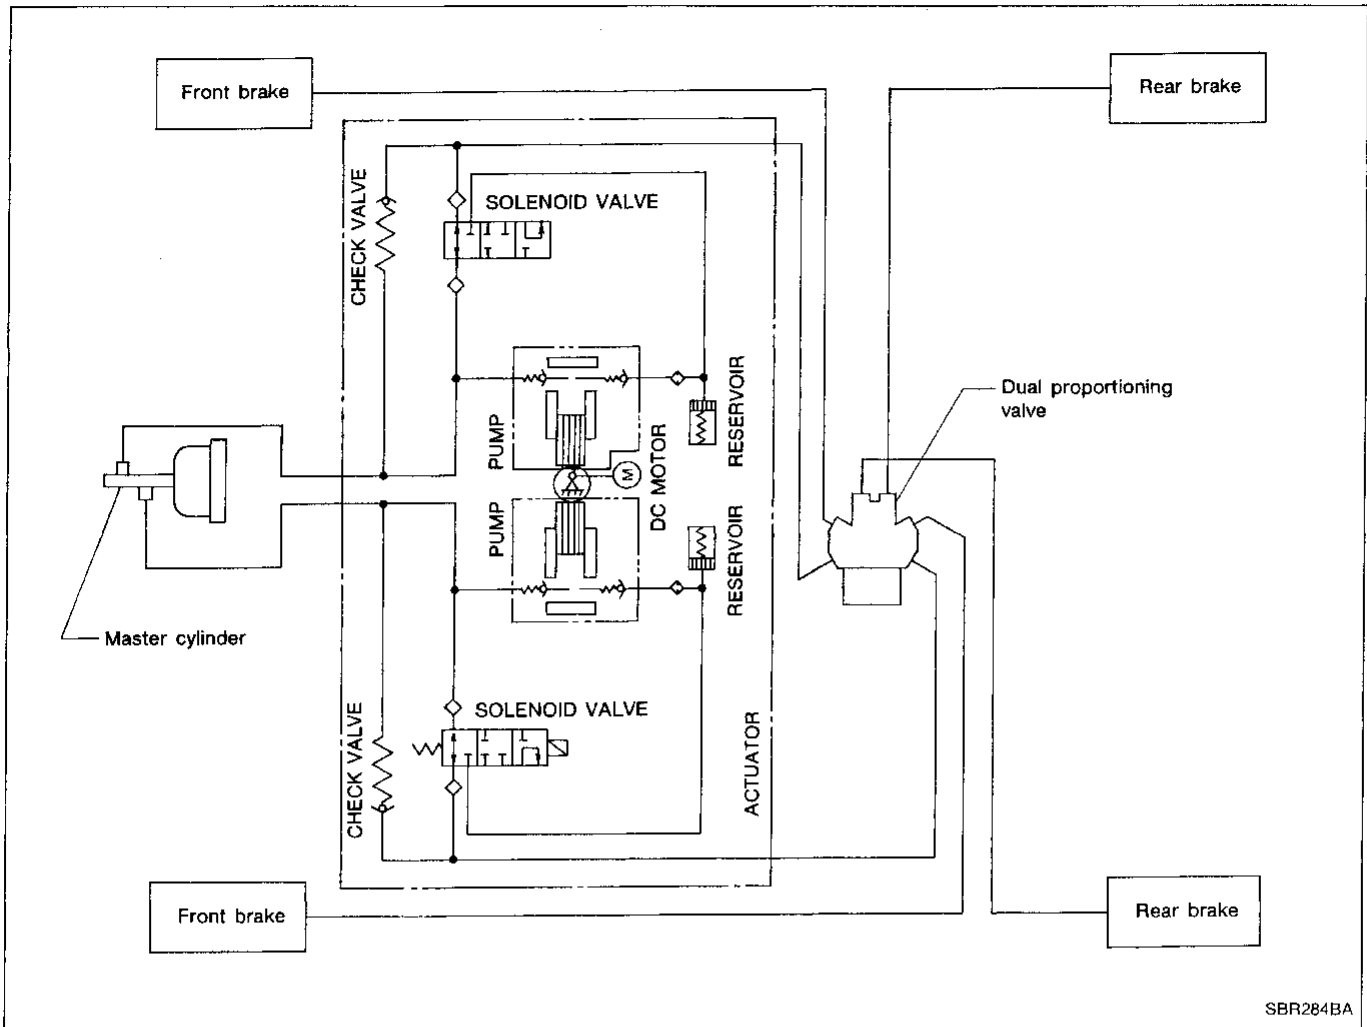 Front brake
Rear brake
CHECK VALVE
SOLENOID VALVE
PUMP
DC MOTOR
RESERVOIR
M
Dual proportioning
valve
PUMP
RESERVOIR
Master cylinder
CHECK VALVE
SOLENOID VALVE
ACTUATOR
Front brake
Rear brake
SBR284BA